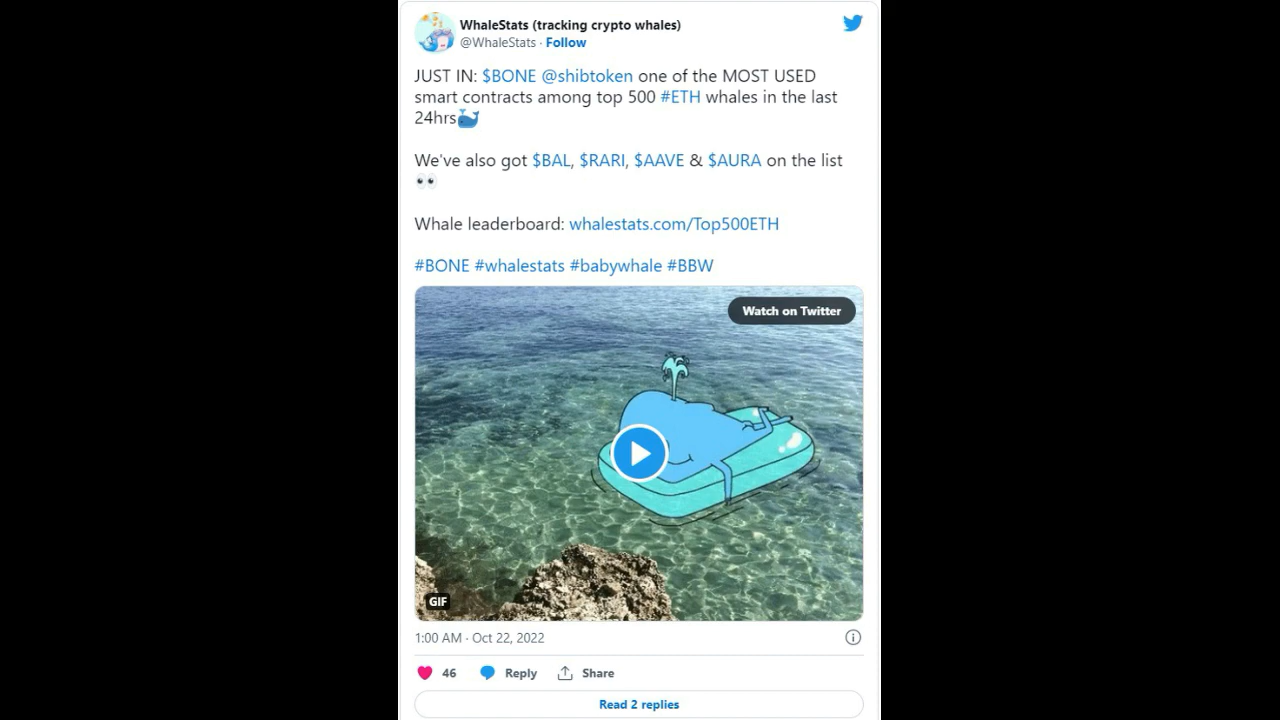 WhaleStats (tracking crypto whales)
@WhaleStats · Follow
JUST IN: $BONE @shibtoken one of the MOST USED
smart contracts among top 500 #ETH whales in the last
24hrs🐳
We've also got $BAL, $RARI, $AAVE & $AURA on the list
👀
Whale leaderboard: whalestats.com/Top500ETH
#BONE #whalestats #babywhale #BBW
Watch on Twitter
GIF
1:00 AM · Oct 22, 2022
46 Reply Share
Read 2 replies